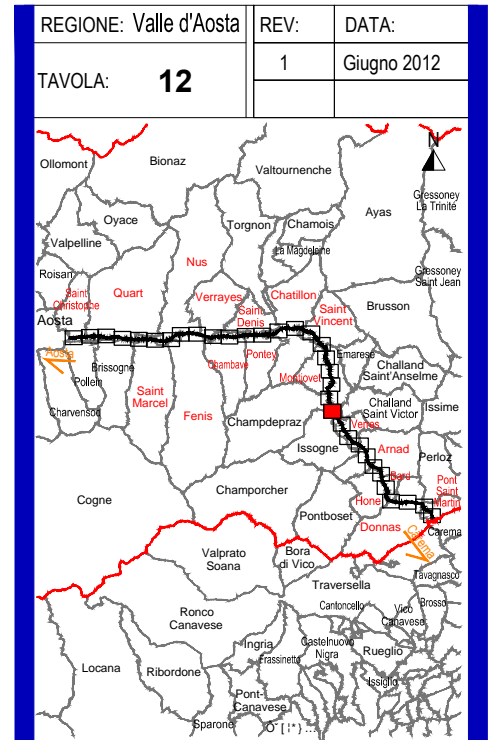 REGIONE: Valle d'Aosta
REV:
DATA:
TAVOLA: 12
1
Giugno 2012
N
Ollomont
Bionaz
Valtournenche
Ayas
Gressoney
La Trinité
Oyace
Torgnon
Chamois
Valpelline
La Magdeleine
Nus
Roisan
Gressoney
Saint Jean
Saint
Christophe
Quart
Verrayes
Chatillon
Saint
Denis
Saint
Vincent
Brusson
Aosta
Aosta
Brissogne
Pollein
Chambave
Pontey
Emarese
Montjovet
Challand
Saint'Anselme
Charvensod
Saint
Marcel
Fenis
Champdepraz
Challand
Saint Victor
Issime
Verres
Issogne
Arnad
Perloz
Cogne
Champorcher
Bard
Hone
Pont
Saint
Martin
Pontboset
Donnas
Carema
Carema
Valprato
Soana
Bora
di Vico
Tavagnasco
Traversella
Ronco
Canavese
Cantoncello
Vico
Canavese
Brosso
Ingria
Castelnuovo
Nigra
Rueglio
Frassinetto
Locana
Ribordone
Issiglio
Pont-
Canavese
Sparone